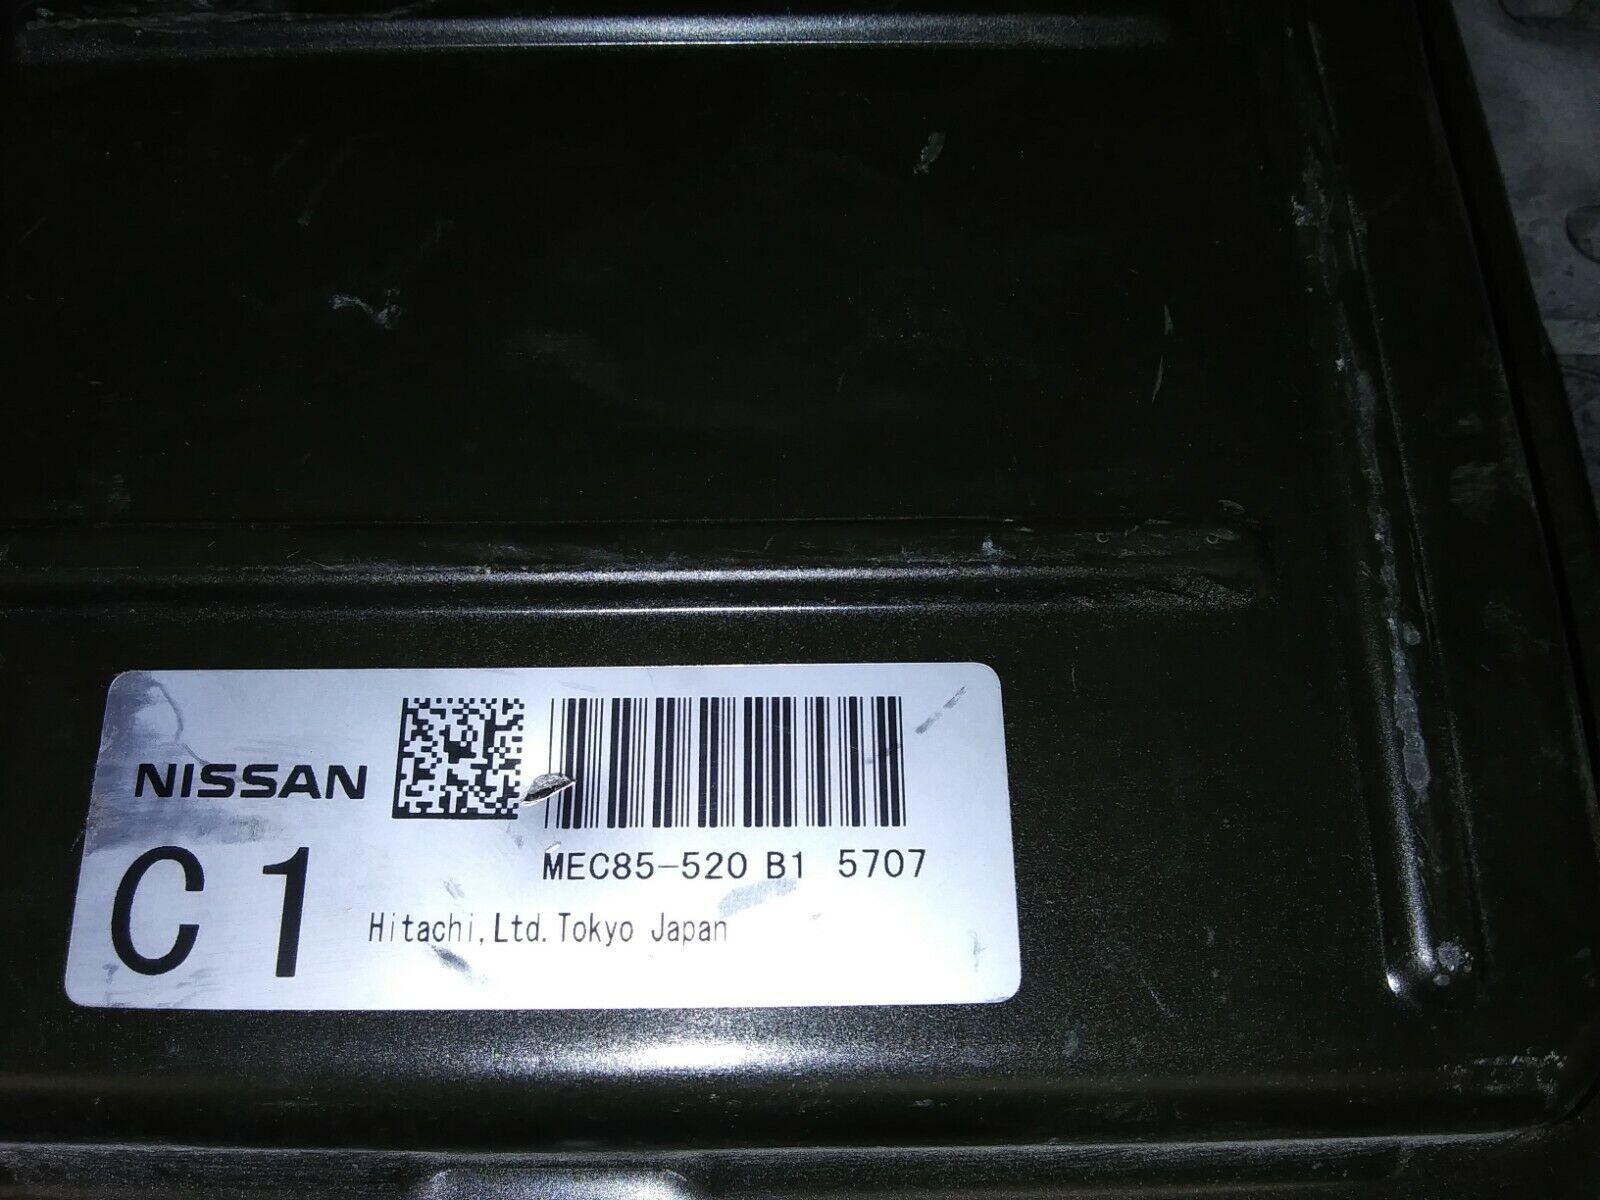 NISSAN
MEC85-520 B1 5707
C1
Hitachi,Ltd.Tokyo Japan